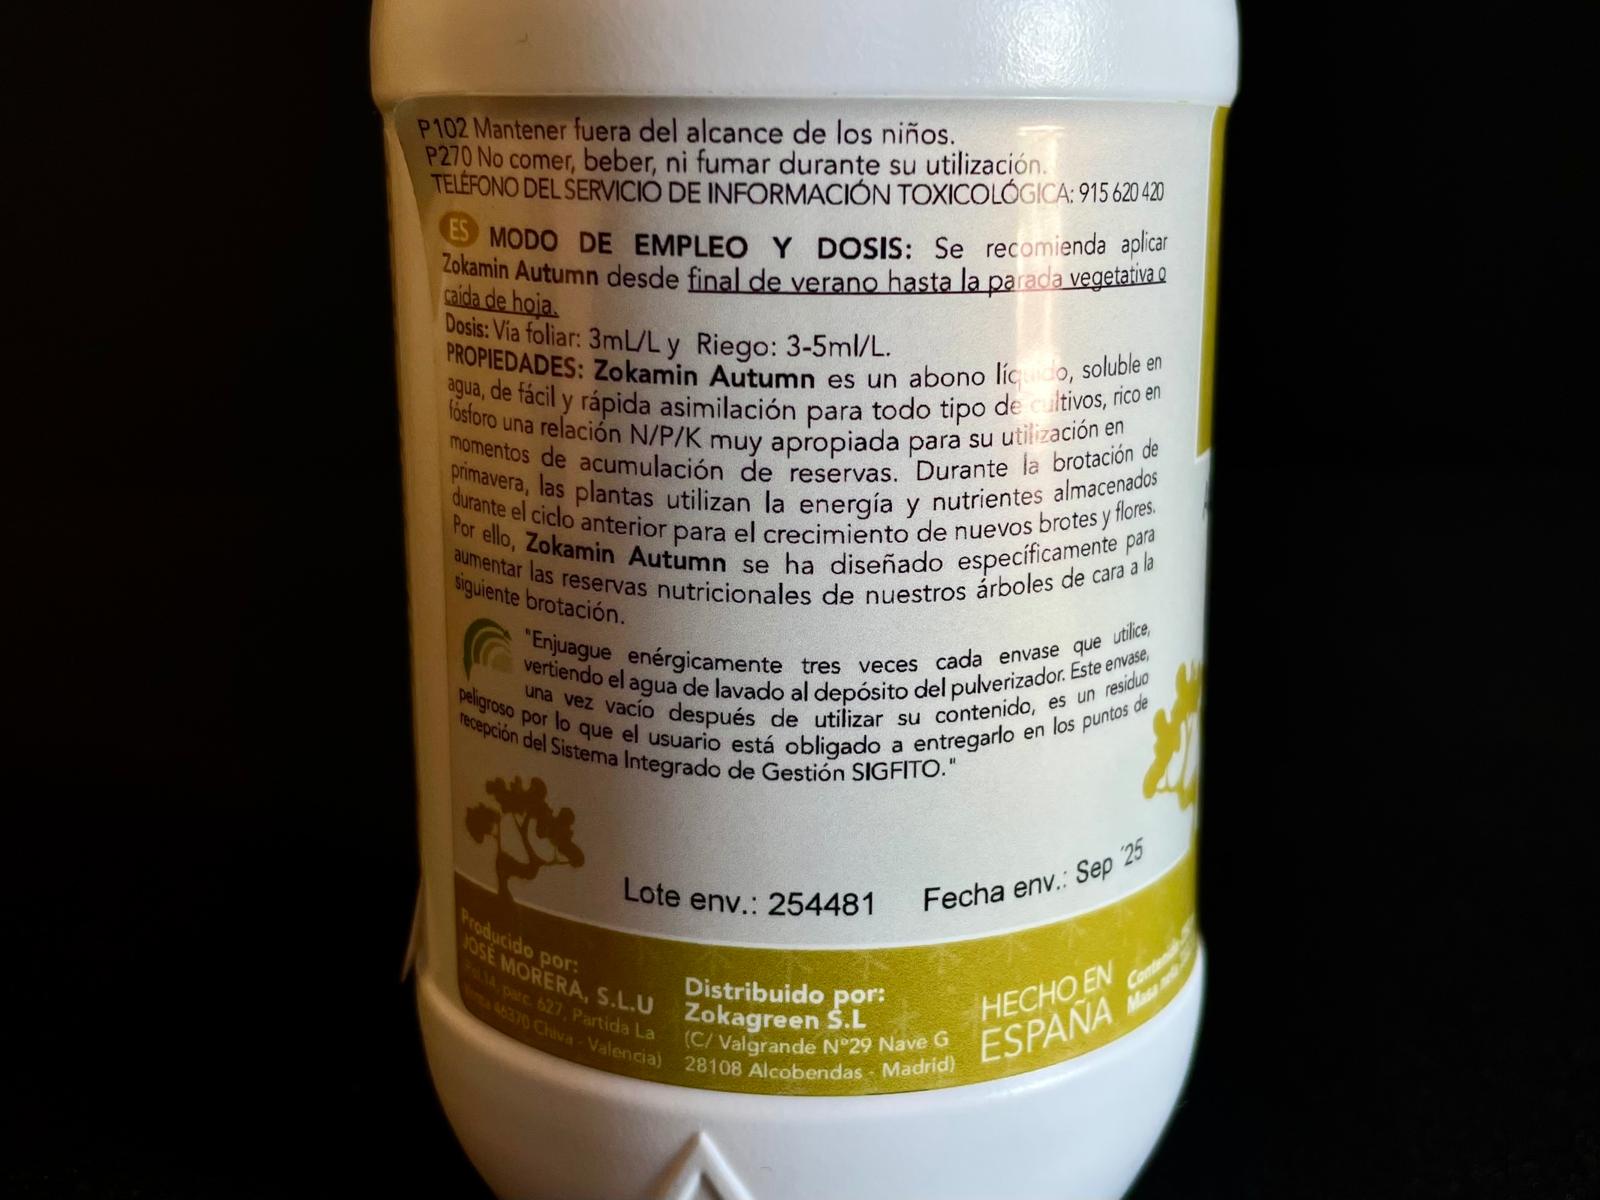 P102 Mantener fuera del alcance de los niños.
P270 No comer, beber, ni fumar durante su utilización.
TELÉFONO DEL SERVICIO DE INFORMACIÓN TOXICOLÓGICA: 915 620 420
ES MODO DE EMPLEO Y DOSIS: Se recomienda aplicar
Zokamin Autumn desde final de verano hasta la parada vegetativa o
caída de hoja.
Dosis: Vía foliar: 3mL/L y Riego: 3-5ml/L.
PROPIEDADES: Zokamin Autumn es un abono líquido, soluble en
agua, de fácil y rápida asimilación para todo tipo de cultivos, rico en
fósforo una relación N/P/K muy apropiada para su utilización en
momentos de acumulación de reservas. Durante la brotación de
primavera, las plantas utilizan la energía y nutrientes almacenados
durante el ciclo anterior para el crecimiento de nuevos brotes y flores.
Por ello, Zokamin Autumn se ha diseñado específicamente para
aumentar las reservas nutricionales de nuestros árboles de cara a la
siguiente brotación.
"Enjuague enérgicamente tres veces cada envase que utilice,
vertiendo el agua de lavado al depósito del pulverizador. Este envase,
una vez vacío después de utilizar su contenido, es un residuo
peligroso por lo que el usuario está obligado a entregarlo en los puntos de
recepción del Sistema Integrado de Gestión SIGFITO."
Lote env.: 254481 Fecha env.: Sep '25
Producido por:
JOSÉ MORERA, S.L.U
parc. 627, Partida La
46370 Chiva - Valencia)
Distribuido por:
Zokagreen S.L
(C/ Valgrande Nº29 Nave G
28108 Alcobendas - Madrid)
HECHO EN
ESPAÑA
Masa